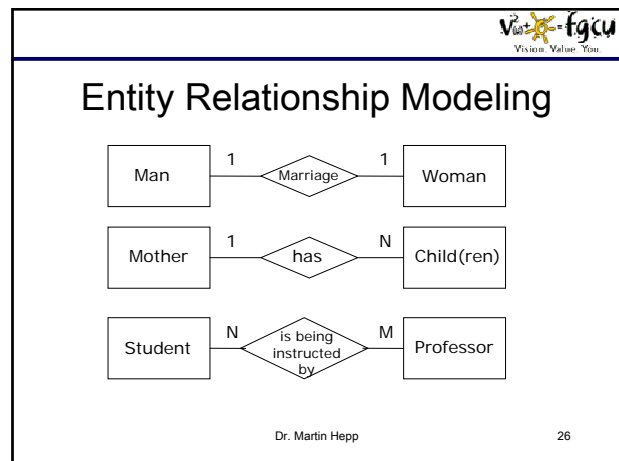 fgcu
Vision. Value. You.
Entity Relationship Modeling
Man 1 Marriage 1 Woman
Mother 1 has N Child(ren)
Student N is being instructed by M Professor
Dr. Martin Hepp 26